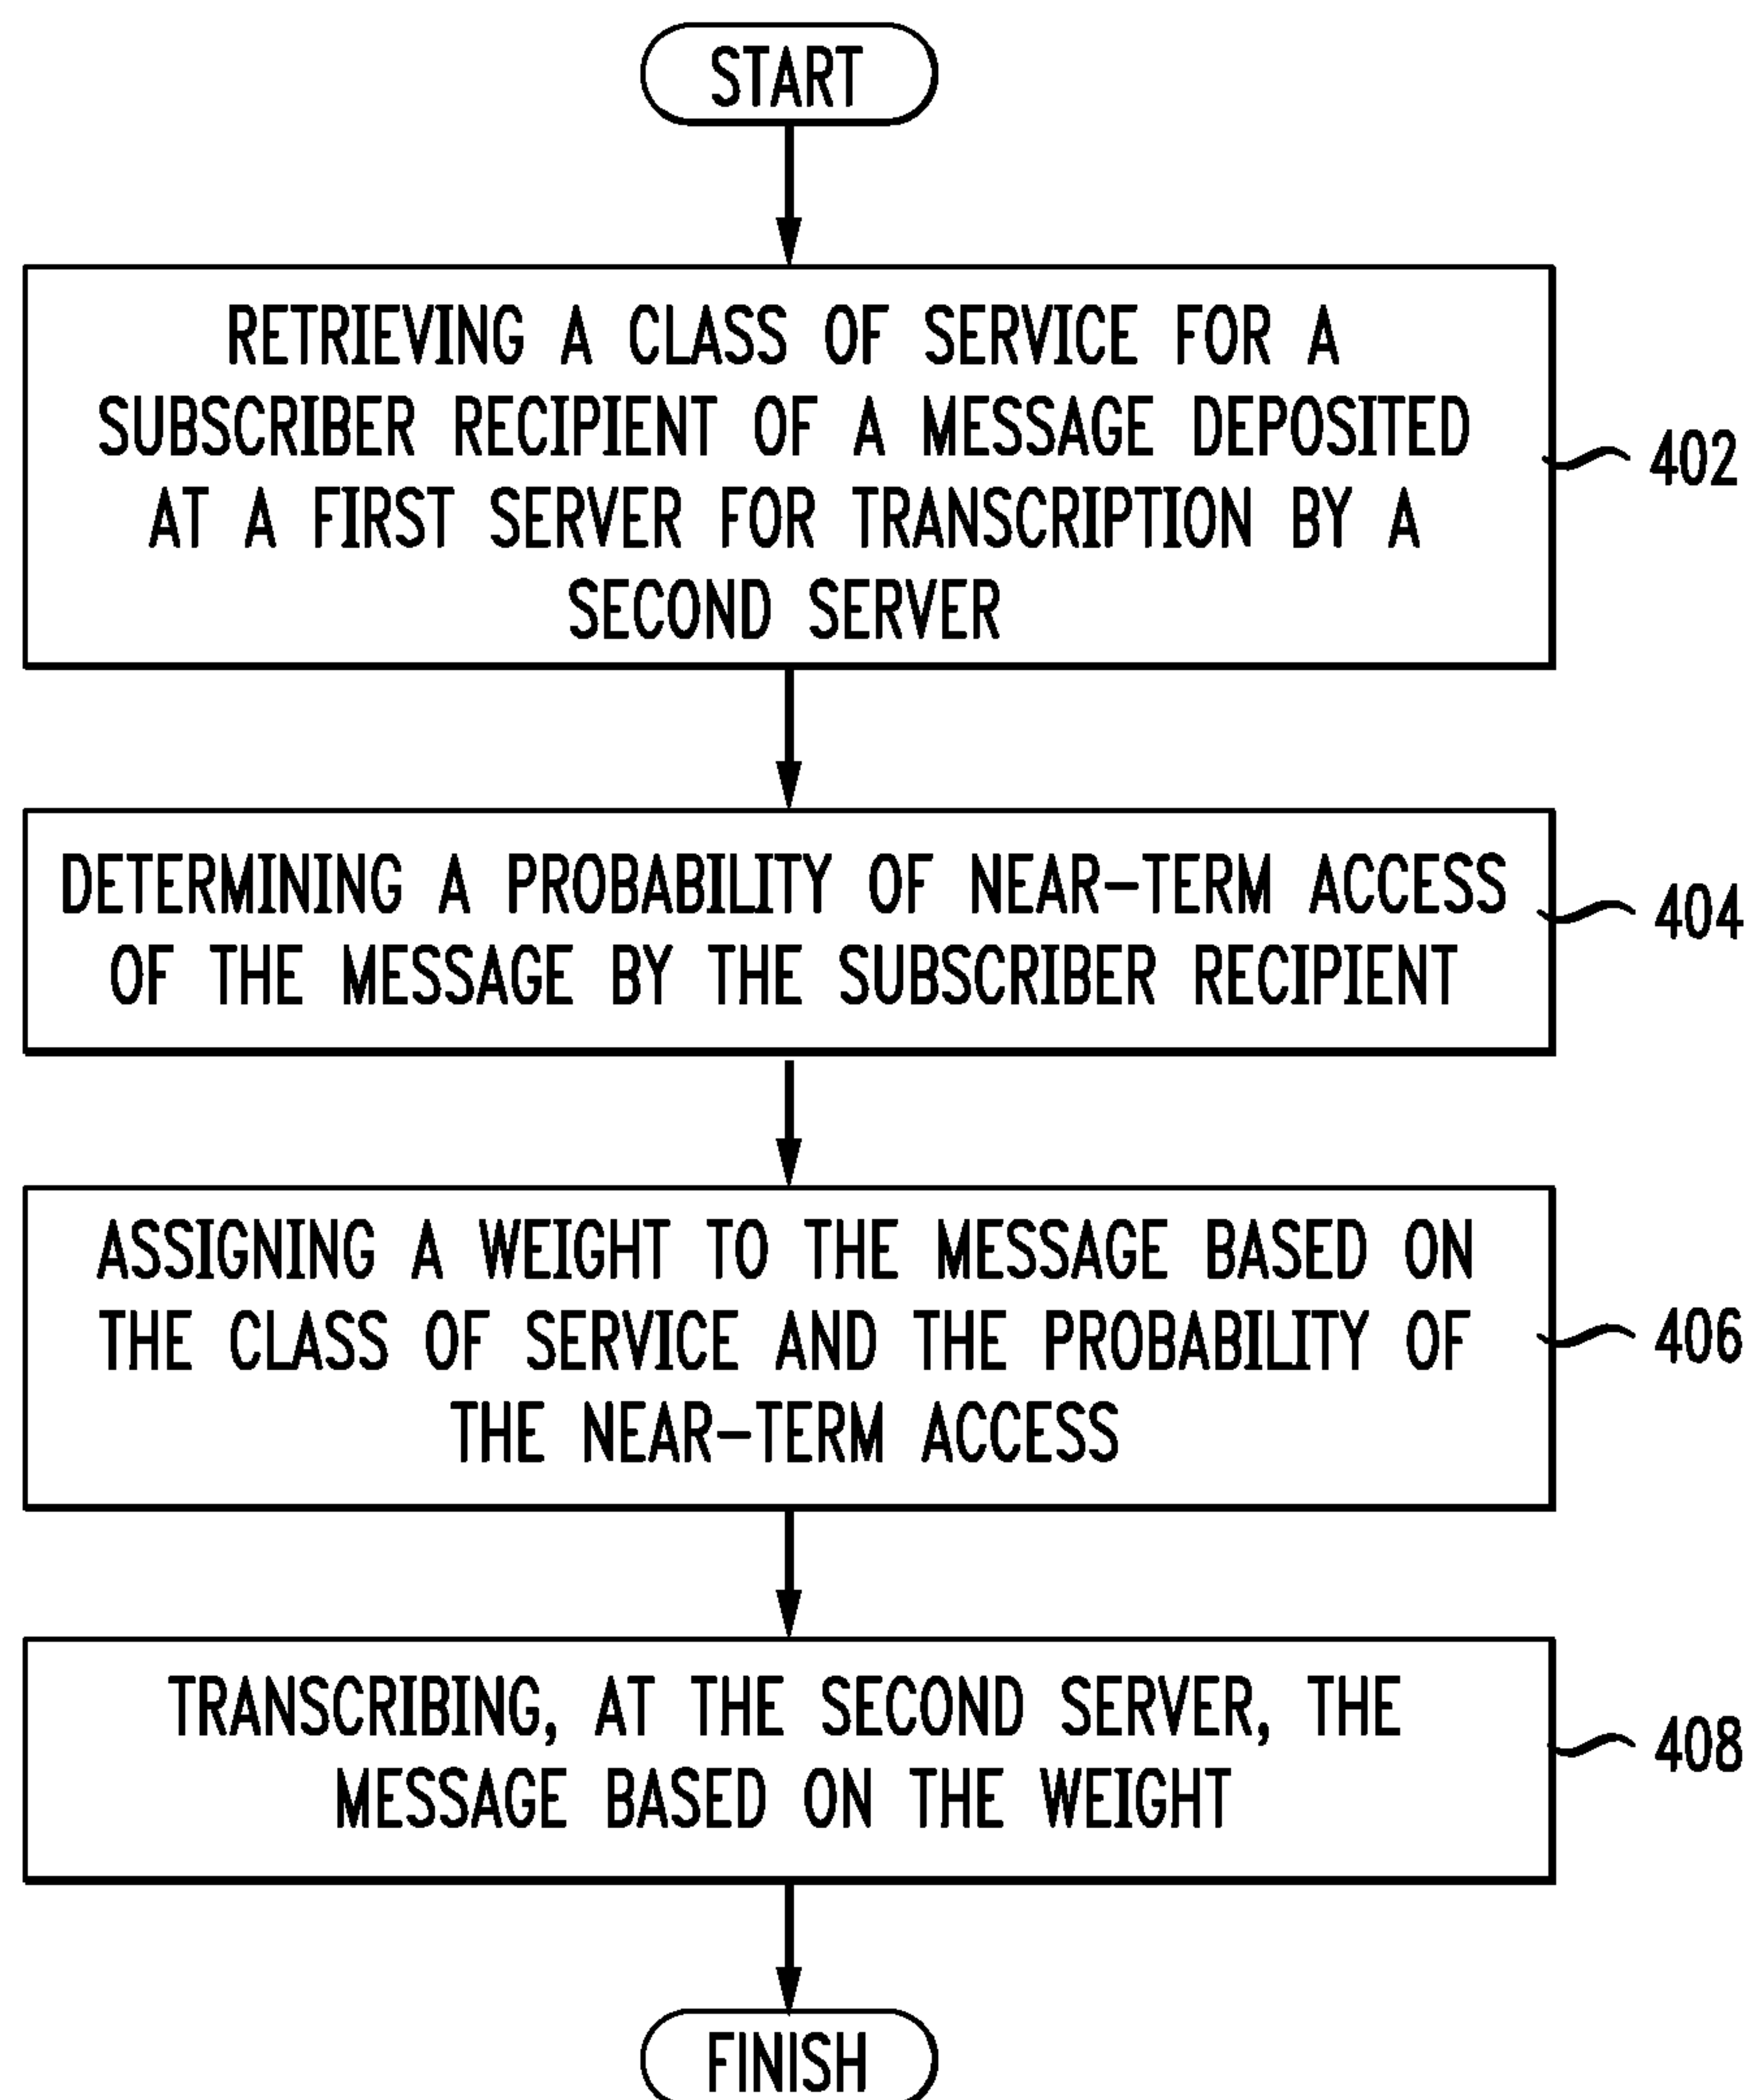 START
RETRIEVING A CLASS OF SERVICE FOR A
SUBSCRIBER RECIPIENT OF A MESSAGE DEPOSITED
AT A FIRST SERVER FOR TRANSCRIPTION BY A
SECOND SERVER
402
DETERMINING A PROBABILITY OF NEAR-TERM ACCESS
OF THE MESSAGE BY THE SUBSCRIBER RECIPIENT
404
ASSIGNING A WEIGHT TO THE MESSAGE BASED ON
THE CLASS OF SERVICE AND THE PROBABILITY OF
THE NEAR-TERM ACCESS
406
TRANSCRIBING, AT THE SECOND SERVER, THE
MESSAGE BASED ON THE WEIGHT
408
FINISH